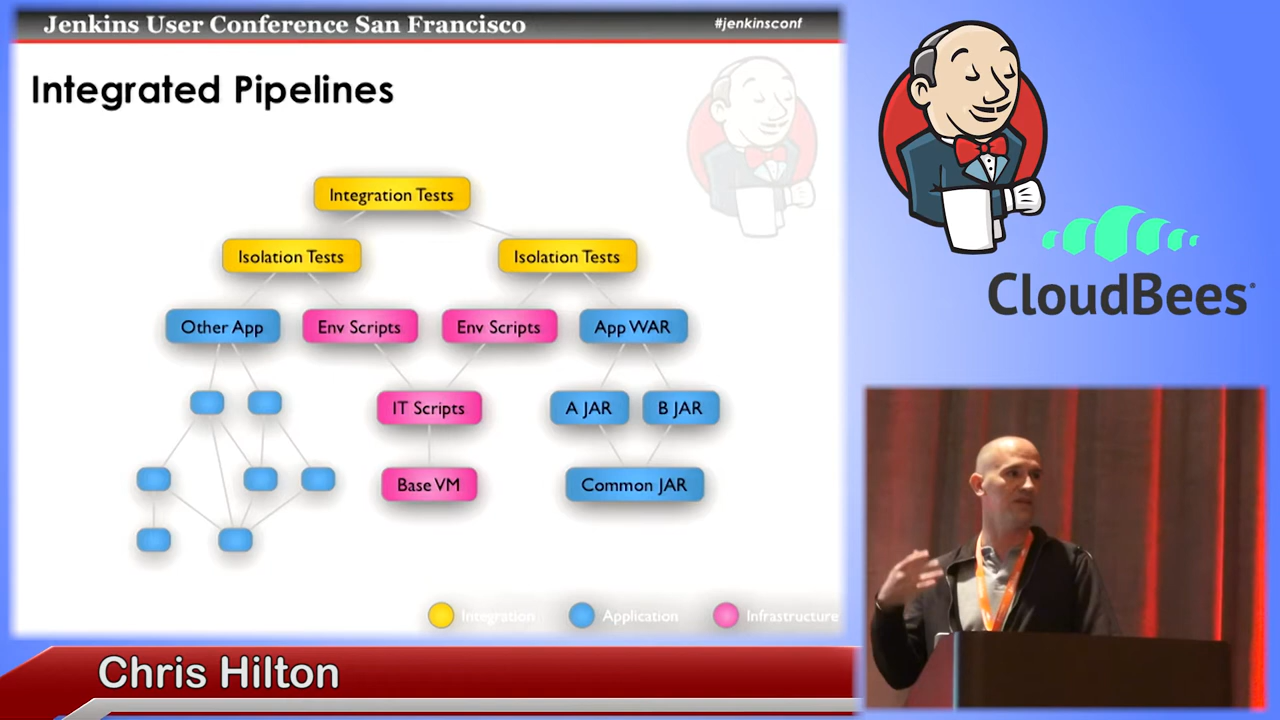 Jenkins User Conference San Francisco
#jenkinsconf
Integrated Pipelines
Integration Tests
Isolation Tests
Isolation Tests
Other App
Env Scripts
Env Scripts
App WAR
IT Scripts
A JAR
B JAR
Base VM
Common JAR
Integration
Application
Infrastructure
CloudBees
Chris Hilton